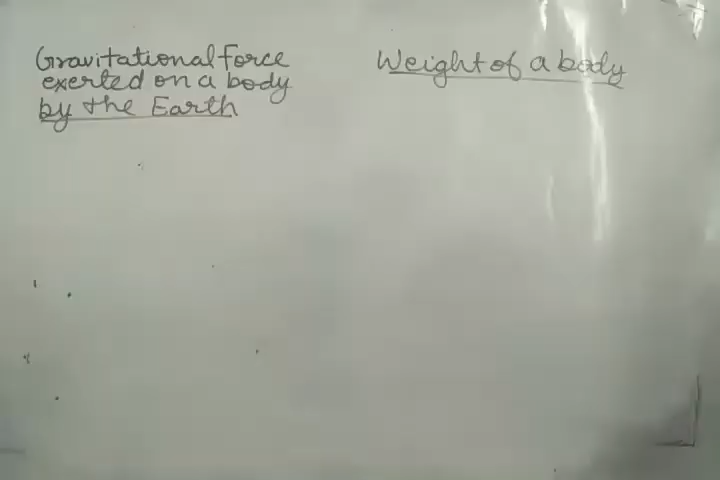 Gravitational force
exerted on a body
by the Earth
Weight of a body